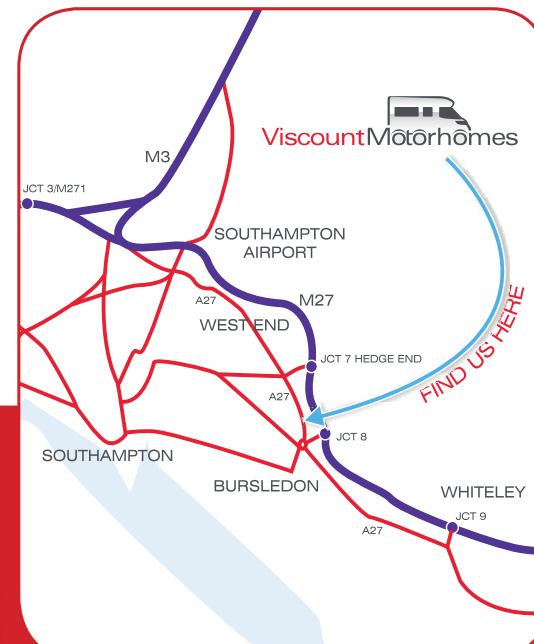 ViscountMotorhomes
M3
JCT 3/M271
SOUTHAMPTON
AIRPORT
A27
M27
WEST END
FIND US HERE
JCT 7 HEDGE END
A27
JCT 8
SOUTHAMPTON
BURSLEDON
WHITELEY
JCT 9
A27